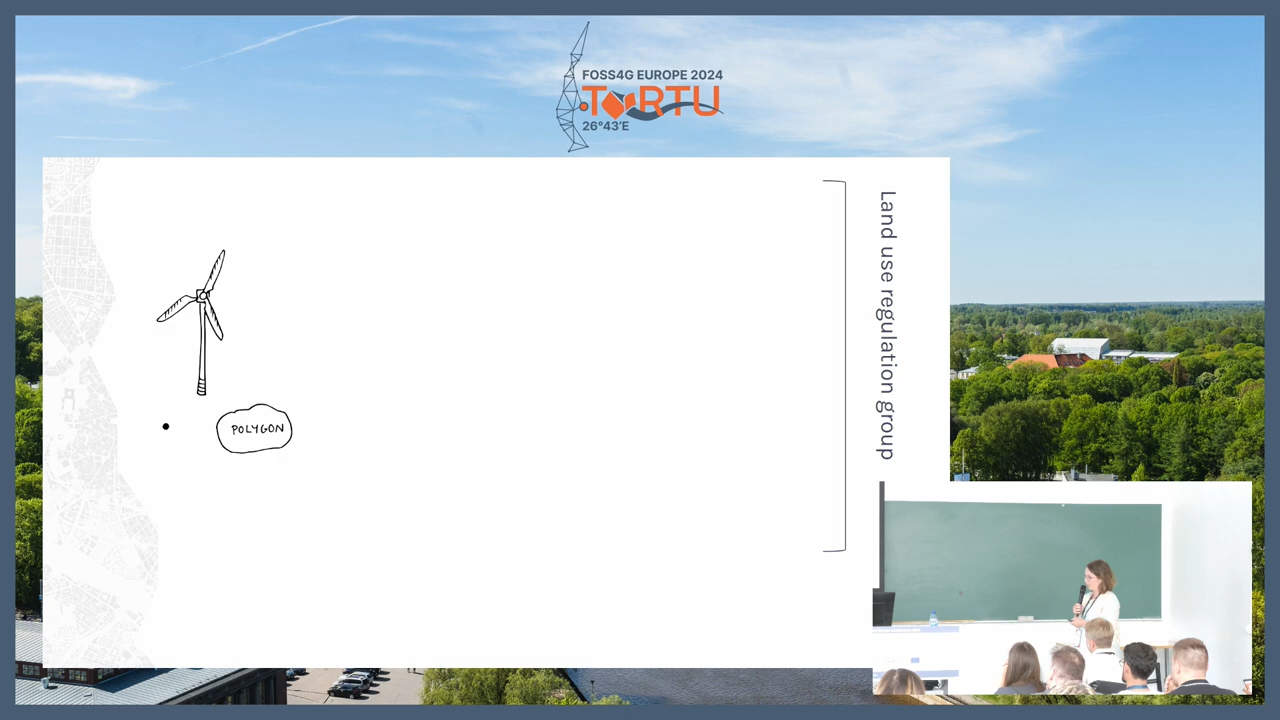 FOSS4G EUROPE 2024
TARTU
26°43'E
Land use regulation group
POLYGON